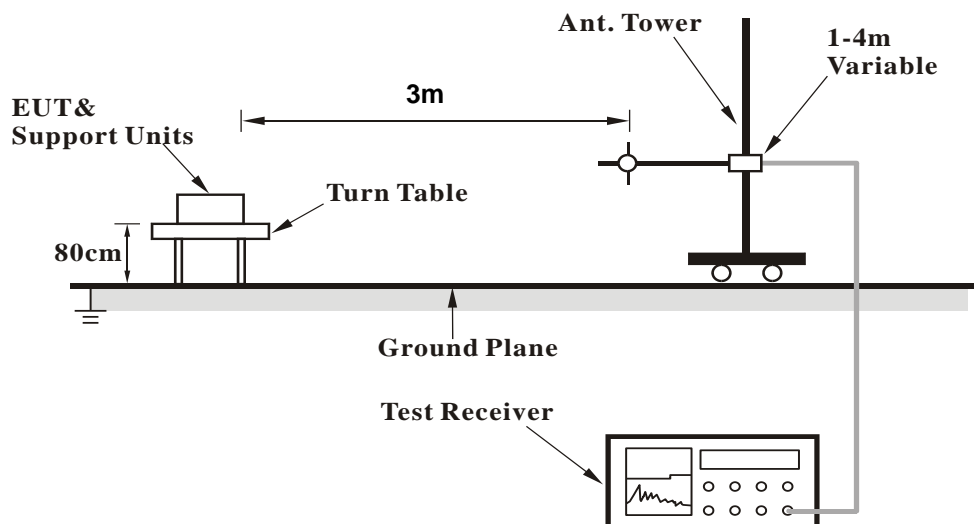 Ant. Tower
1-4m
Variable
3m
EUT&
Support Units
Turn Table
80cm
Ground Plane
Test Receiver